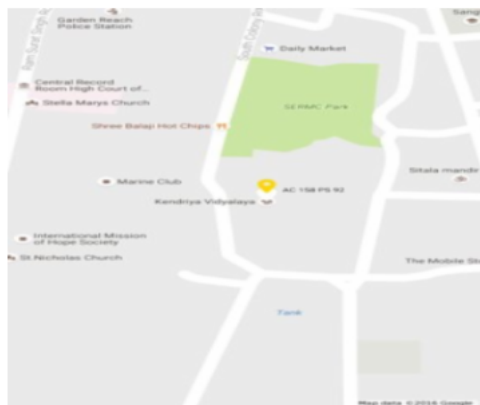 Garden Reach
Police Station
Sang
Daily Market
Central Record
Room High Court of...
SERMC Park
Stella Marys Church
Shree Balaji Hot Chips
Sitala mandir
Marine Club
AC 158 PS 92
Kendriya Vidyalaya
International Mission
of Hope Society
St Nicholas Church
The Mobile Sto
Tank
Map data ©2016 Google